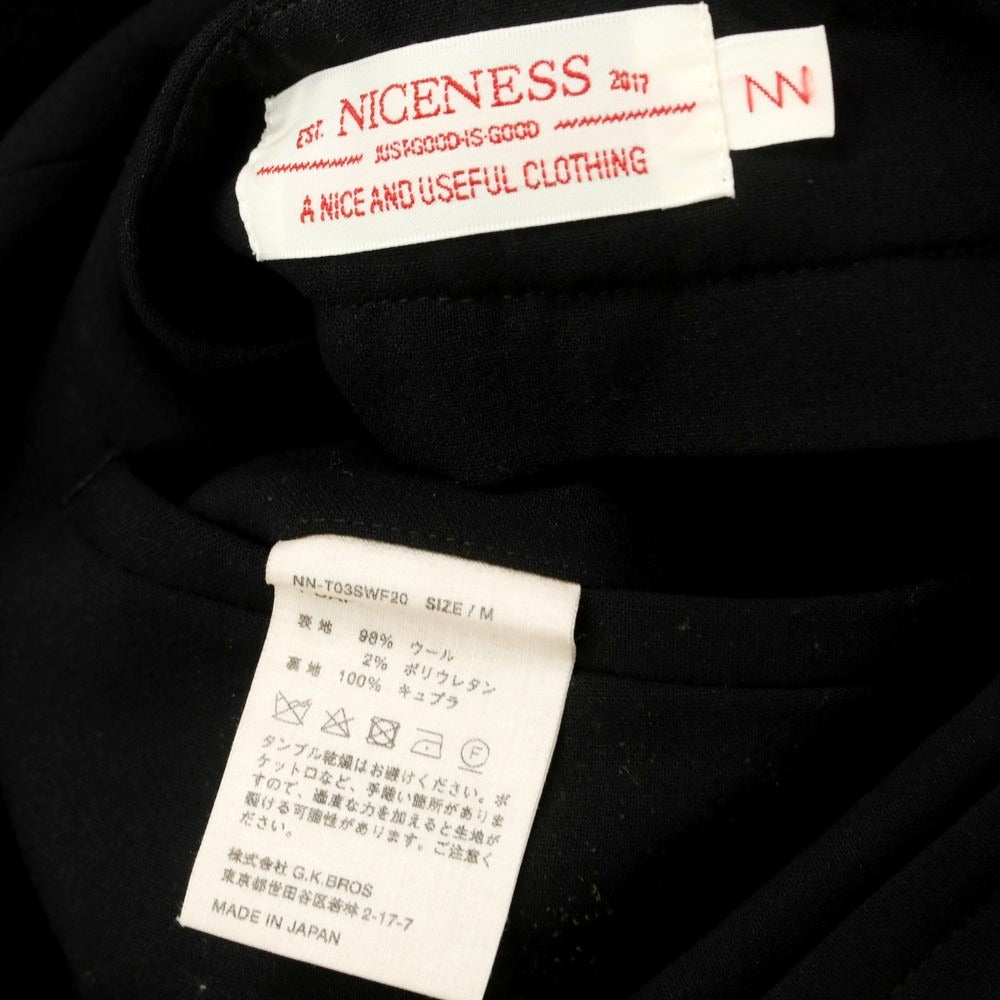 EST. NICENESS 2017
JUST-GOOD-IS-GOOD
A NICE AND USEFUL CLOTHING
NN
NN-T03SWF20 SIZE / M
表地 98% ウール
2% ポリウレタン
裏地 100% キュプラ
F
タンブル乾燥はお避けください。ポ
ケット口など、手縫い箇所がありま
すので、過度な力を加えると生地が
裂ける可能性があります。ご注意く
ださい。
株式会社 G.K.BROS
東京都世田谷区若林 2-17-7
MADE IN JAPAN